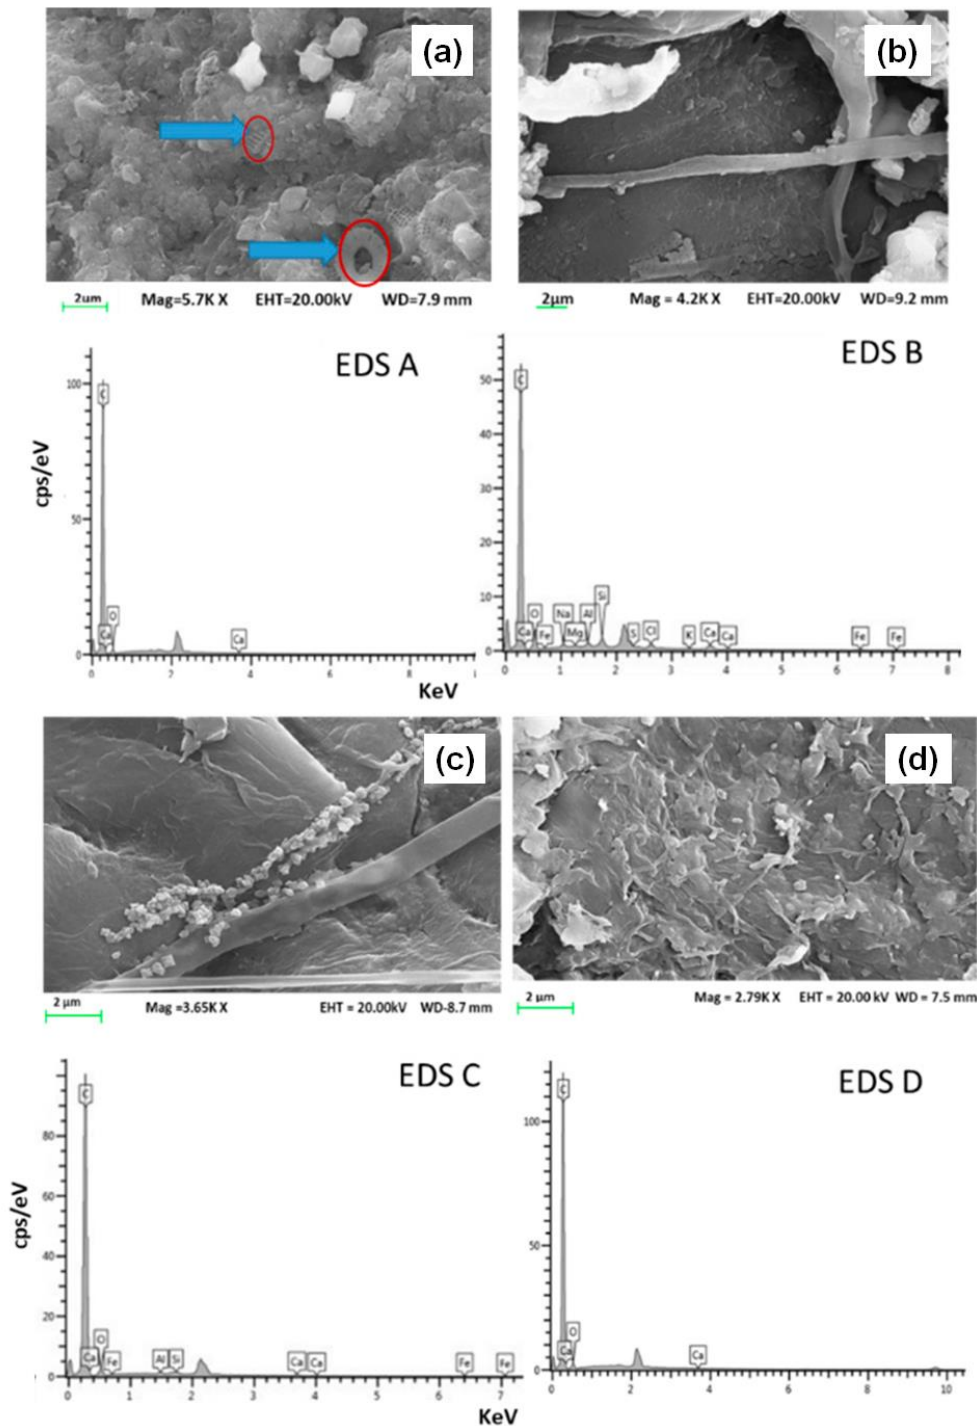 (a)
(b)
2um Mag=5.7K X EHT=20.00kV WD=7.9 mm
2µm Mag = 4.2K X EHT=20.00kV WD=9.2 mm
EDS A
cps/eV
100
50
0
C
Ca
O
Ca
0 2 4 6 8 1
KeV
EDS B
50
40
30
20
10
0
C
Ca O Fe Na Mg Al Si S Cl K Ca Ca Fe Fe
0 1 2 3 4 5 6 7 8
(c)
(d)
2 µm Mag =3.65K X EHT = 20.00kV WD-8.7 mm
2 µm Mag = 2.79K X EHT = 20.00 kV WD = 7.5 mm
EDS C
cps/eV
80
60
40
20
0
C
Ca O Fe Al Si Ca Ca Fe Fe
0 1 2 3 4 5 6 7
KeV
EDS D
100
50
0
C
Ca O Ca
0 2 4 6 8 10